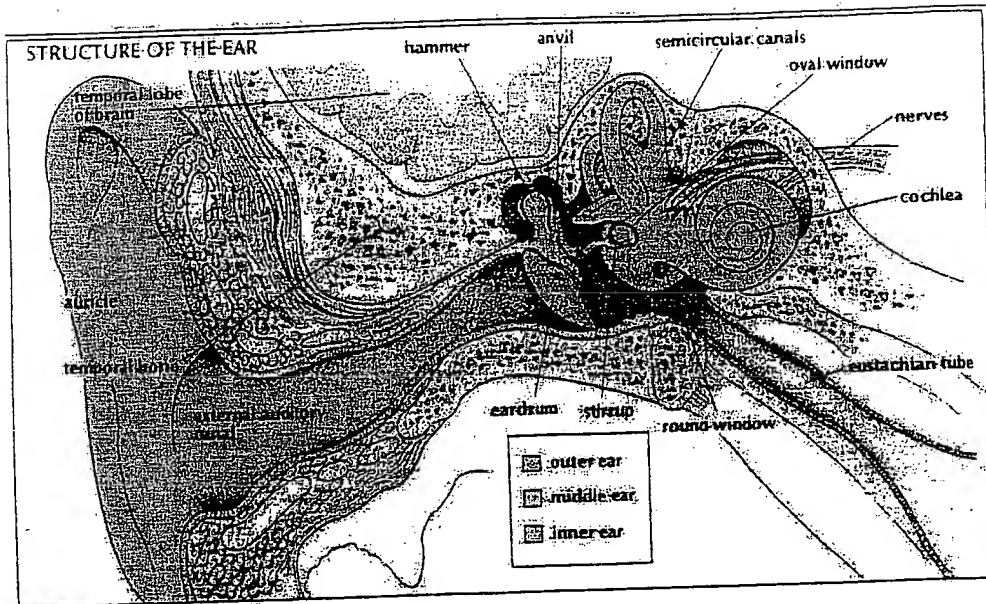 STRUCTURE OF THE EAR
hammer
anvil
semicircular canals
oval window
temporal lobe
of brain
nerves
cochlea
auricle
temporal bone
external auditory
canal
eustachian tube
eardrum
stirrup
round window
outer ear
middle ear
inner ear